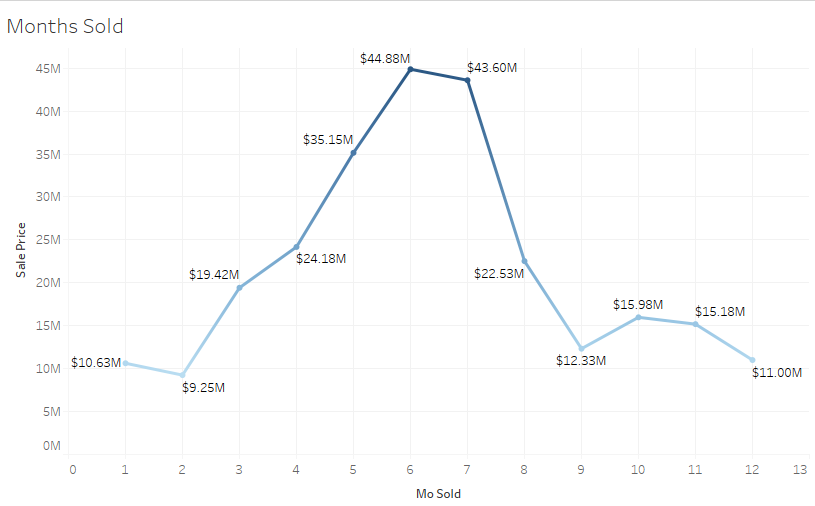 Months Sold
45M
40M
35M
30M
25M
20M
15M
10M
5M
0M
Sale Price
$10.63M
$9.25M
$19.42M
$24.18M
$35.15M
$44.88M
$43.60M
$22.53M
$12.33M
$15.98M
$15.18M
$11.00M
0 1 2 3 4 5 6 7 8 9 10 11 12 13
Mo Sold